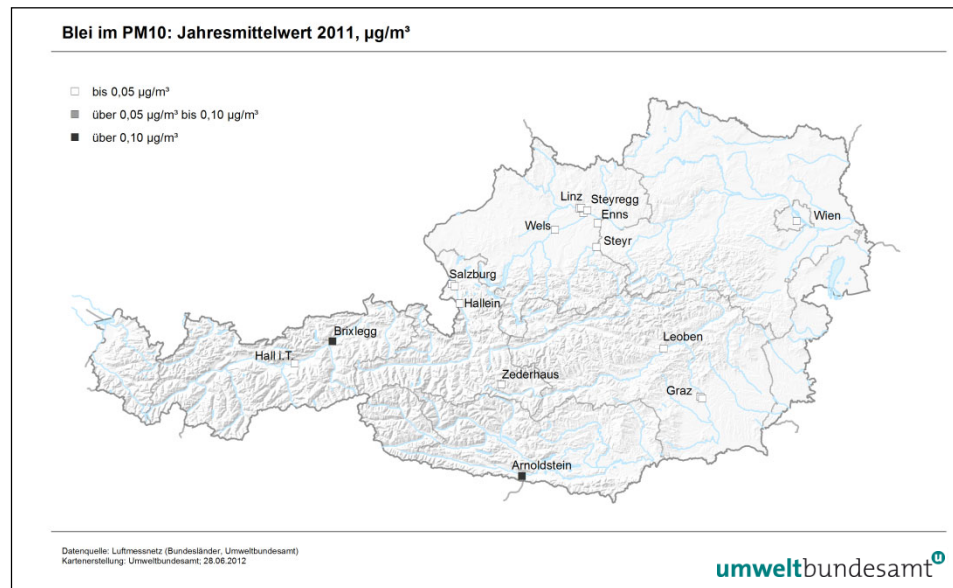 Blei im PM10: Jahresmittelwert 2011, µg/m³
bis 0,05 µg/m³
über 0,05 µg/m³ bis 0,10 µg/m³
über 0,10 µg/m³
Linz
Steyregg
Enns
Wels
Steyr
Wien
Salzburg
Hallein
Brixlegg
Hall i.T.
Leoben
Zederhaus
Graz
Arnoldstein
Datenquelle: Luftmessnetz (Bundesländer, Umweltbundesamt)
Kartenerstellung: Umweltbundesamt; 28.06.2012
umweltbundesamt
u